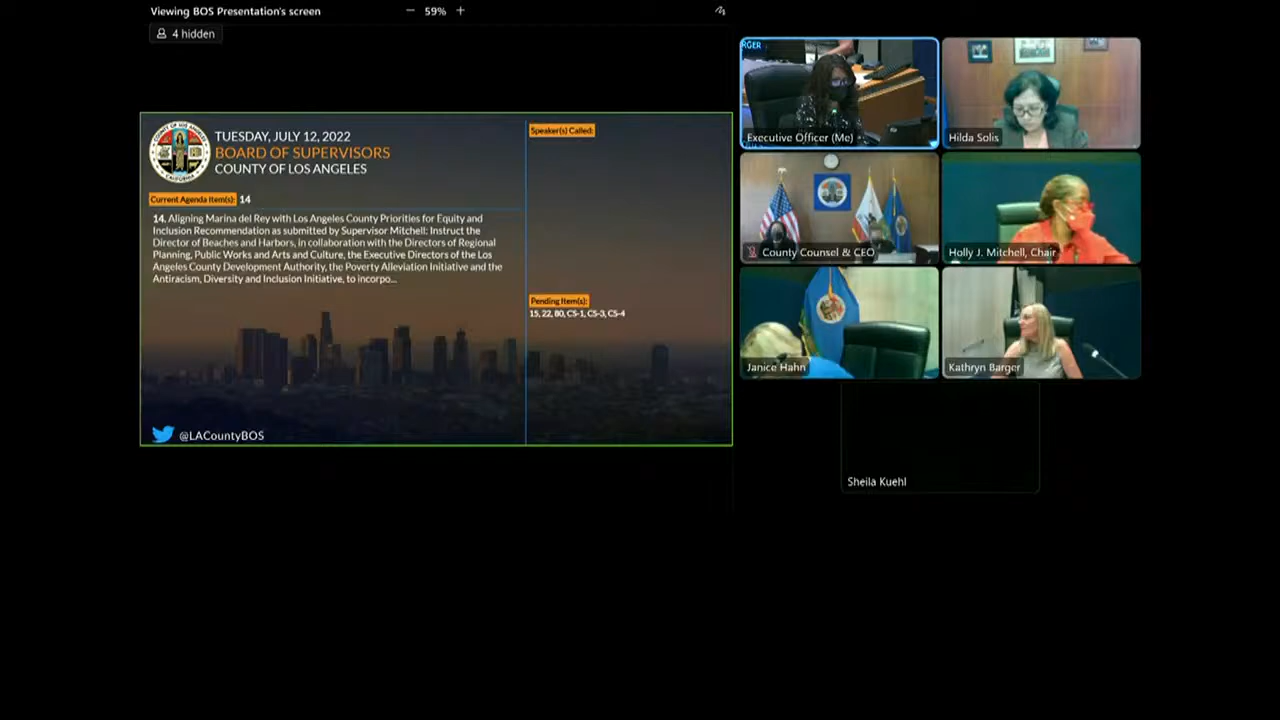 Viewing BOS Presentation's screen
59%
4 hidden
TUESDAY, JULY 12, 2022
BOARD OF SUPERVISORS
COUNTY OF LOS ANGELES
Current Agenda Item(s): 14
14. Aligning Marina del Rey with Los Angeles County Priorities for Equity and
Inclusion Recommendation as submitted by Supervisor Mitchell: Instruct the
Director of Beaches and Harbors, in collaboration with the Directors of Regional
Planning, Public Works and Arts and Culture, the Executive Directors of the Los
Angeles County Development Authority, the Poverty Alleviation Initiative and the
Antiracism, Diversity and Inclusion Initiative, to incorpo...
@LACountyBOS
Speaker(s) Called:
Pending Item(s):
15, 22, 80, CS-1, CS-3, CS-4
RGER
Executive Officer (Me)
Hilda Solis
County Counsel & CEO
Holly J. Mitchell, Chair
Janice Hahn
Kathryn Barger
Sheila Kuehl